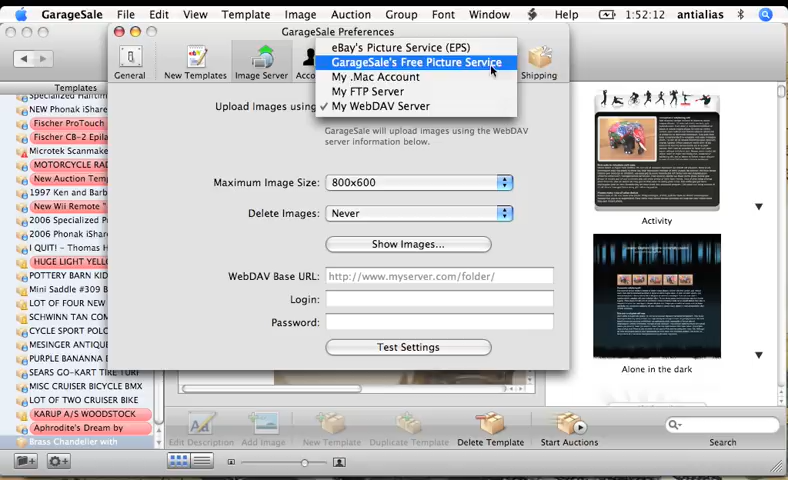 GarageSale File Edit View Template Image Auction Group Font Window Help 1:52:12 antialias
GarageSale Preferences
General New Templates Image Server Accou Shipping
eBay's Picture Service (EPS)
GarageSale's Free Picture Service
My .Mac Account
My FTP Server
✓ My WebDAV Server
Upload Images using
GarageSale will upload images using the WebDAV
server information below.
Maximum Image Size: 800x600
Delete Images: Never
Show Images...
WebDAV Base URL: http://www.myserver.com/folder/
Login:
Password:
Test Settings
Templates
NEW PHonak iShare
Fischer ProTouch
Fischer CB-2 Epila
Microtek Scanmak
MOTORCYCLE RAD
New Auction Temp
1997 Ken and Barb
New Wii Remote "
2006 Specialized P
2006 Specialized P
I QUIT! - Thomas H
HUGE LIGHT YELLO
POTTERY BARN KID
Mini Saddle #309 B
LOT OF FOUR NEW
SCHWINN TAN COM
CYCLE SPORT POLO
MESINGER ANTIQUE
PURPLE BANANA B
SEARS GO-KART TIRE TURF
MISC CRUISER BICYCLE BMX
LOT OF TWO CRUISER BIKE
KARUP A/S WOODSTOCK
Aphrodite's Dream by
Brass Chandelier with
Activity
Alone in the dark
Edit Description Add Image New Template Duplicate Template Delete Template Start Auctions Search